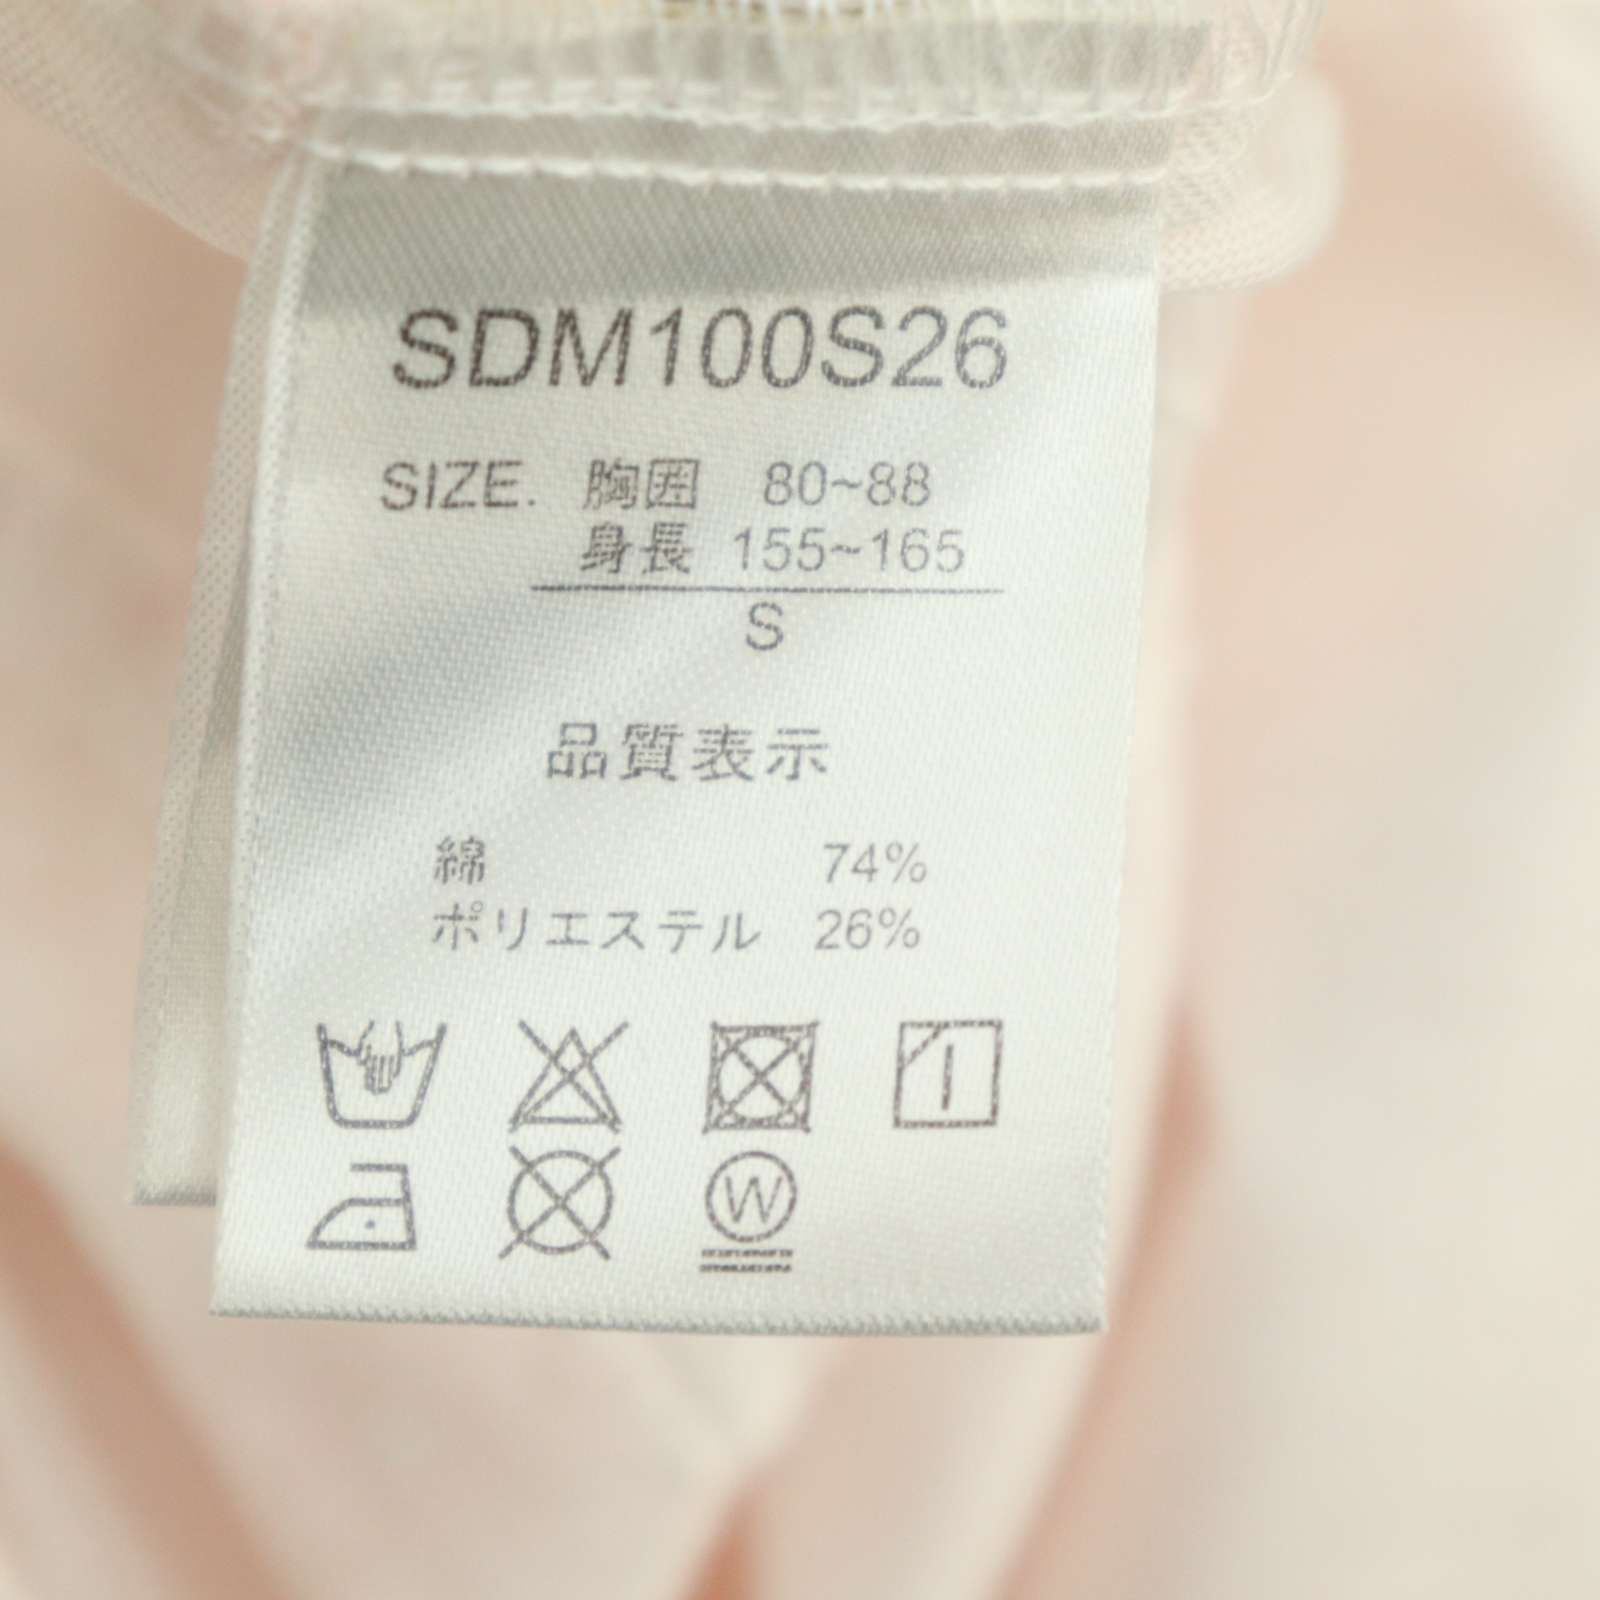 SDM100S26
SIZE. 胸囲 80~88
身長 155~165
S
品質表示
綿 74%
ポリエステル 26%
W